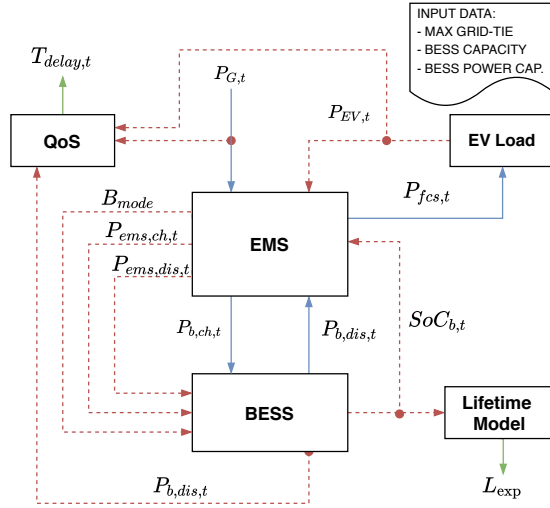 INPUT DATA:
- MAX GRID-TIE
- BESS CAPACITY
- BESS POWER CAP.
T_{delay,t}
P_{G,t}
P_{EV,t}
QoS
EV Load
B_{mode}
P_{fcs,t}
P_{ems,ch,t}
EMS
P_{ems,dis,t}
P_{b,ch,t}
P_{b,dis,t}
SoC_{b,t}
BESS
Lifetime
Model
P_{b,dis,t}
L_{exp}